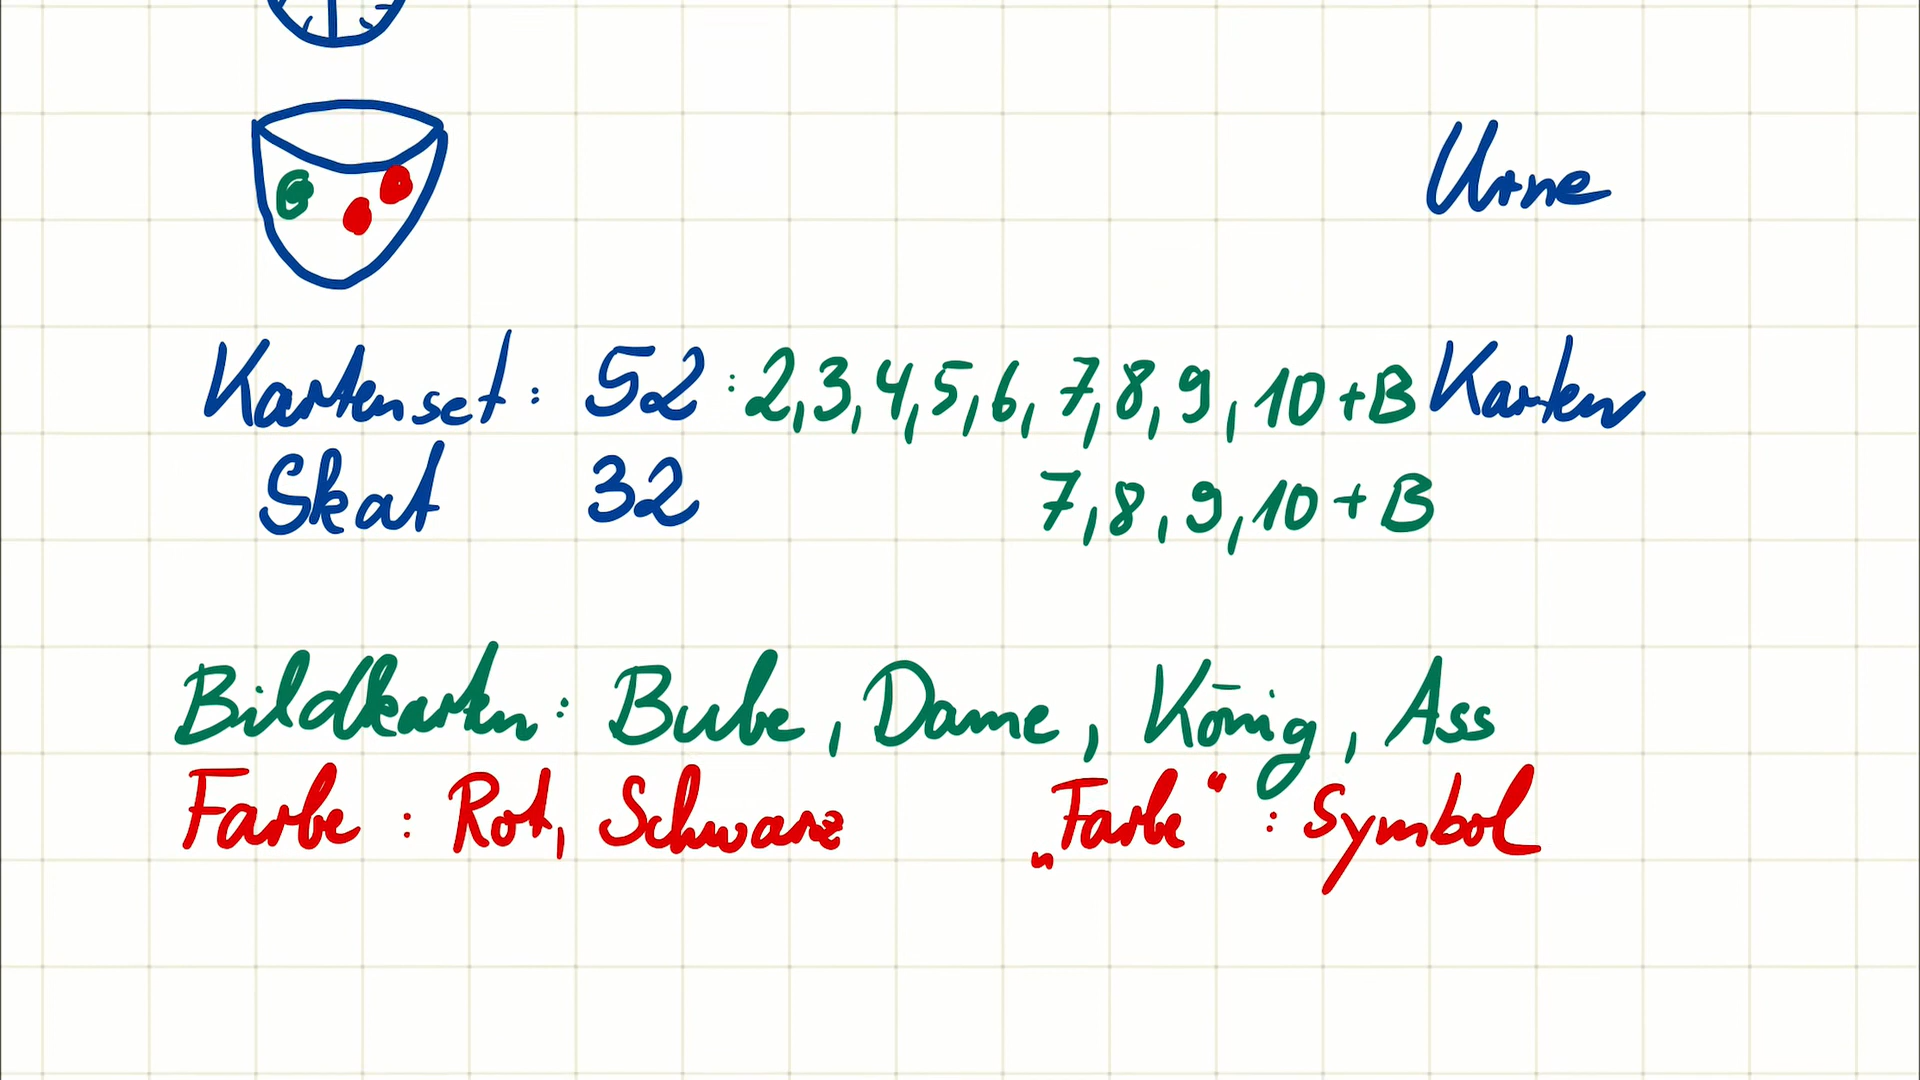 Urne
Kartenset: 52: 2,3,4,5,6,7,8,9,10+B Karten
Skat 32 7,8,9,10+B
Bildkarten: Bube, Dame, König, Ass
Farbe: Rot, Schwarz „Farbe“: Symbol